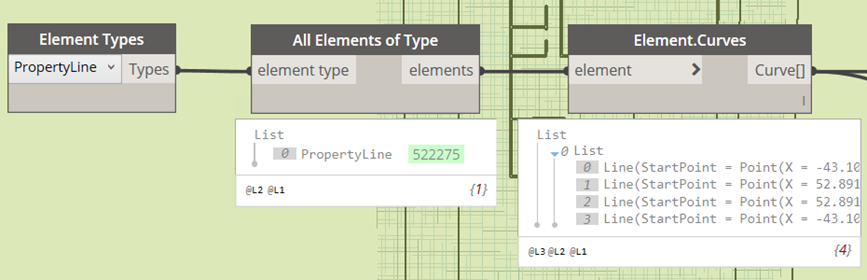 Element Types
PropertyLine Types
All Elements of Type
element type elements
List
0 PropertyLine 522275
@L2 @L1 {1}
Element.Curves
element > Curve[]
List
0 List
0 Line(StartPoint = Point(X = -43.10
1 Line(StartPoint = Point(X = 52.891
2 Line(StartPoint = Point(X = 52.891
3 Line(StartPoint = Point(X = -43.10
@L3 @L2 @L1 {4}